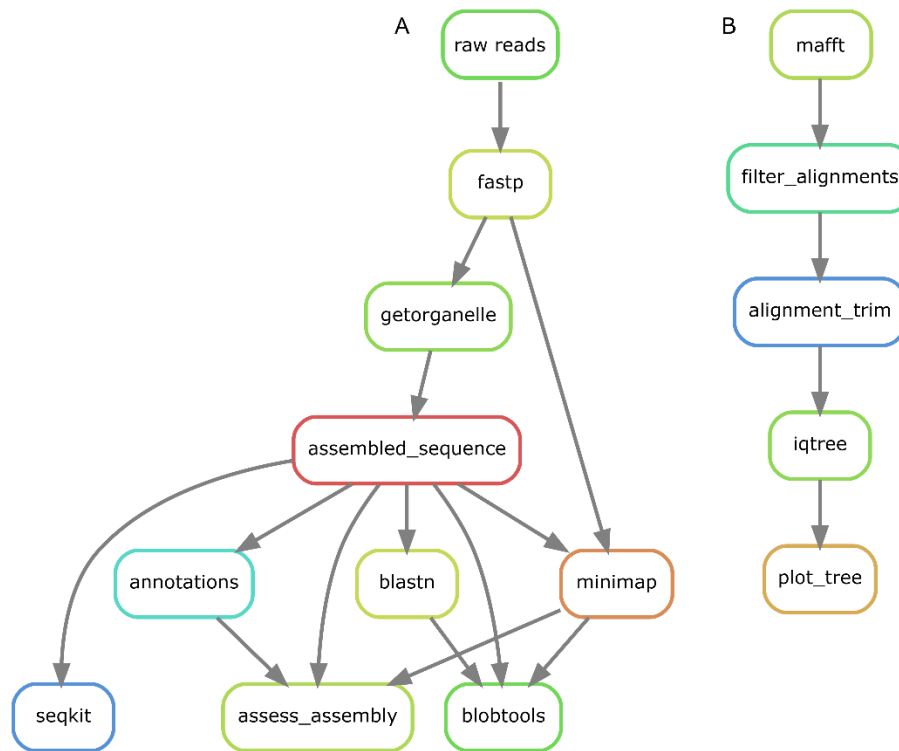 A
raw reads
fastp
getorganelle
assembled_sequence
annotations
blastn
minimap
seqkit
assess_assembly
blobtools
B
mafft
filter_alignments
alignment_trim
iqtree
plot_tree